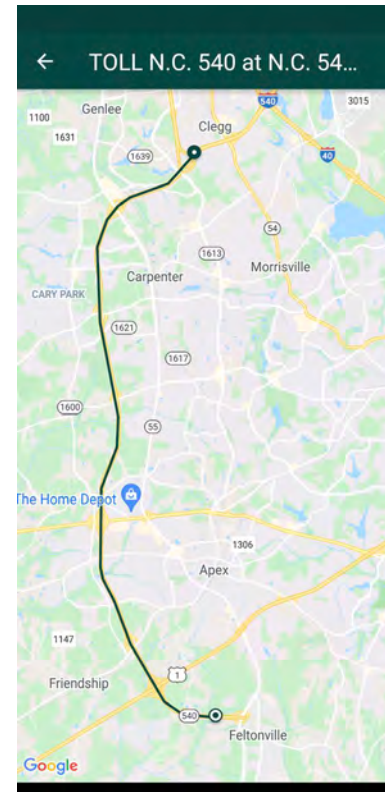 ← TOLL N.C. 540 at N.C. 54...
540
3015
Genlee
1100
Clegg
1631
1639
40
54
1613
Morrisville
Carpenter
CARY PARK
1621
1617
1600
55
The Home Depot
1306
Apex
1147
1
Friendship
540
Feltonville
Google